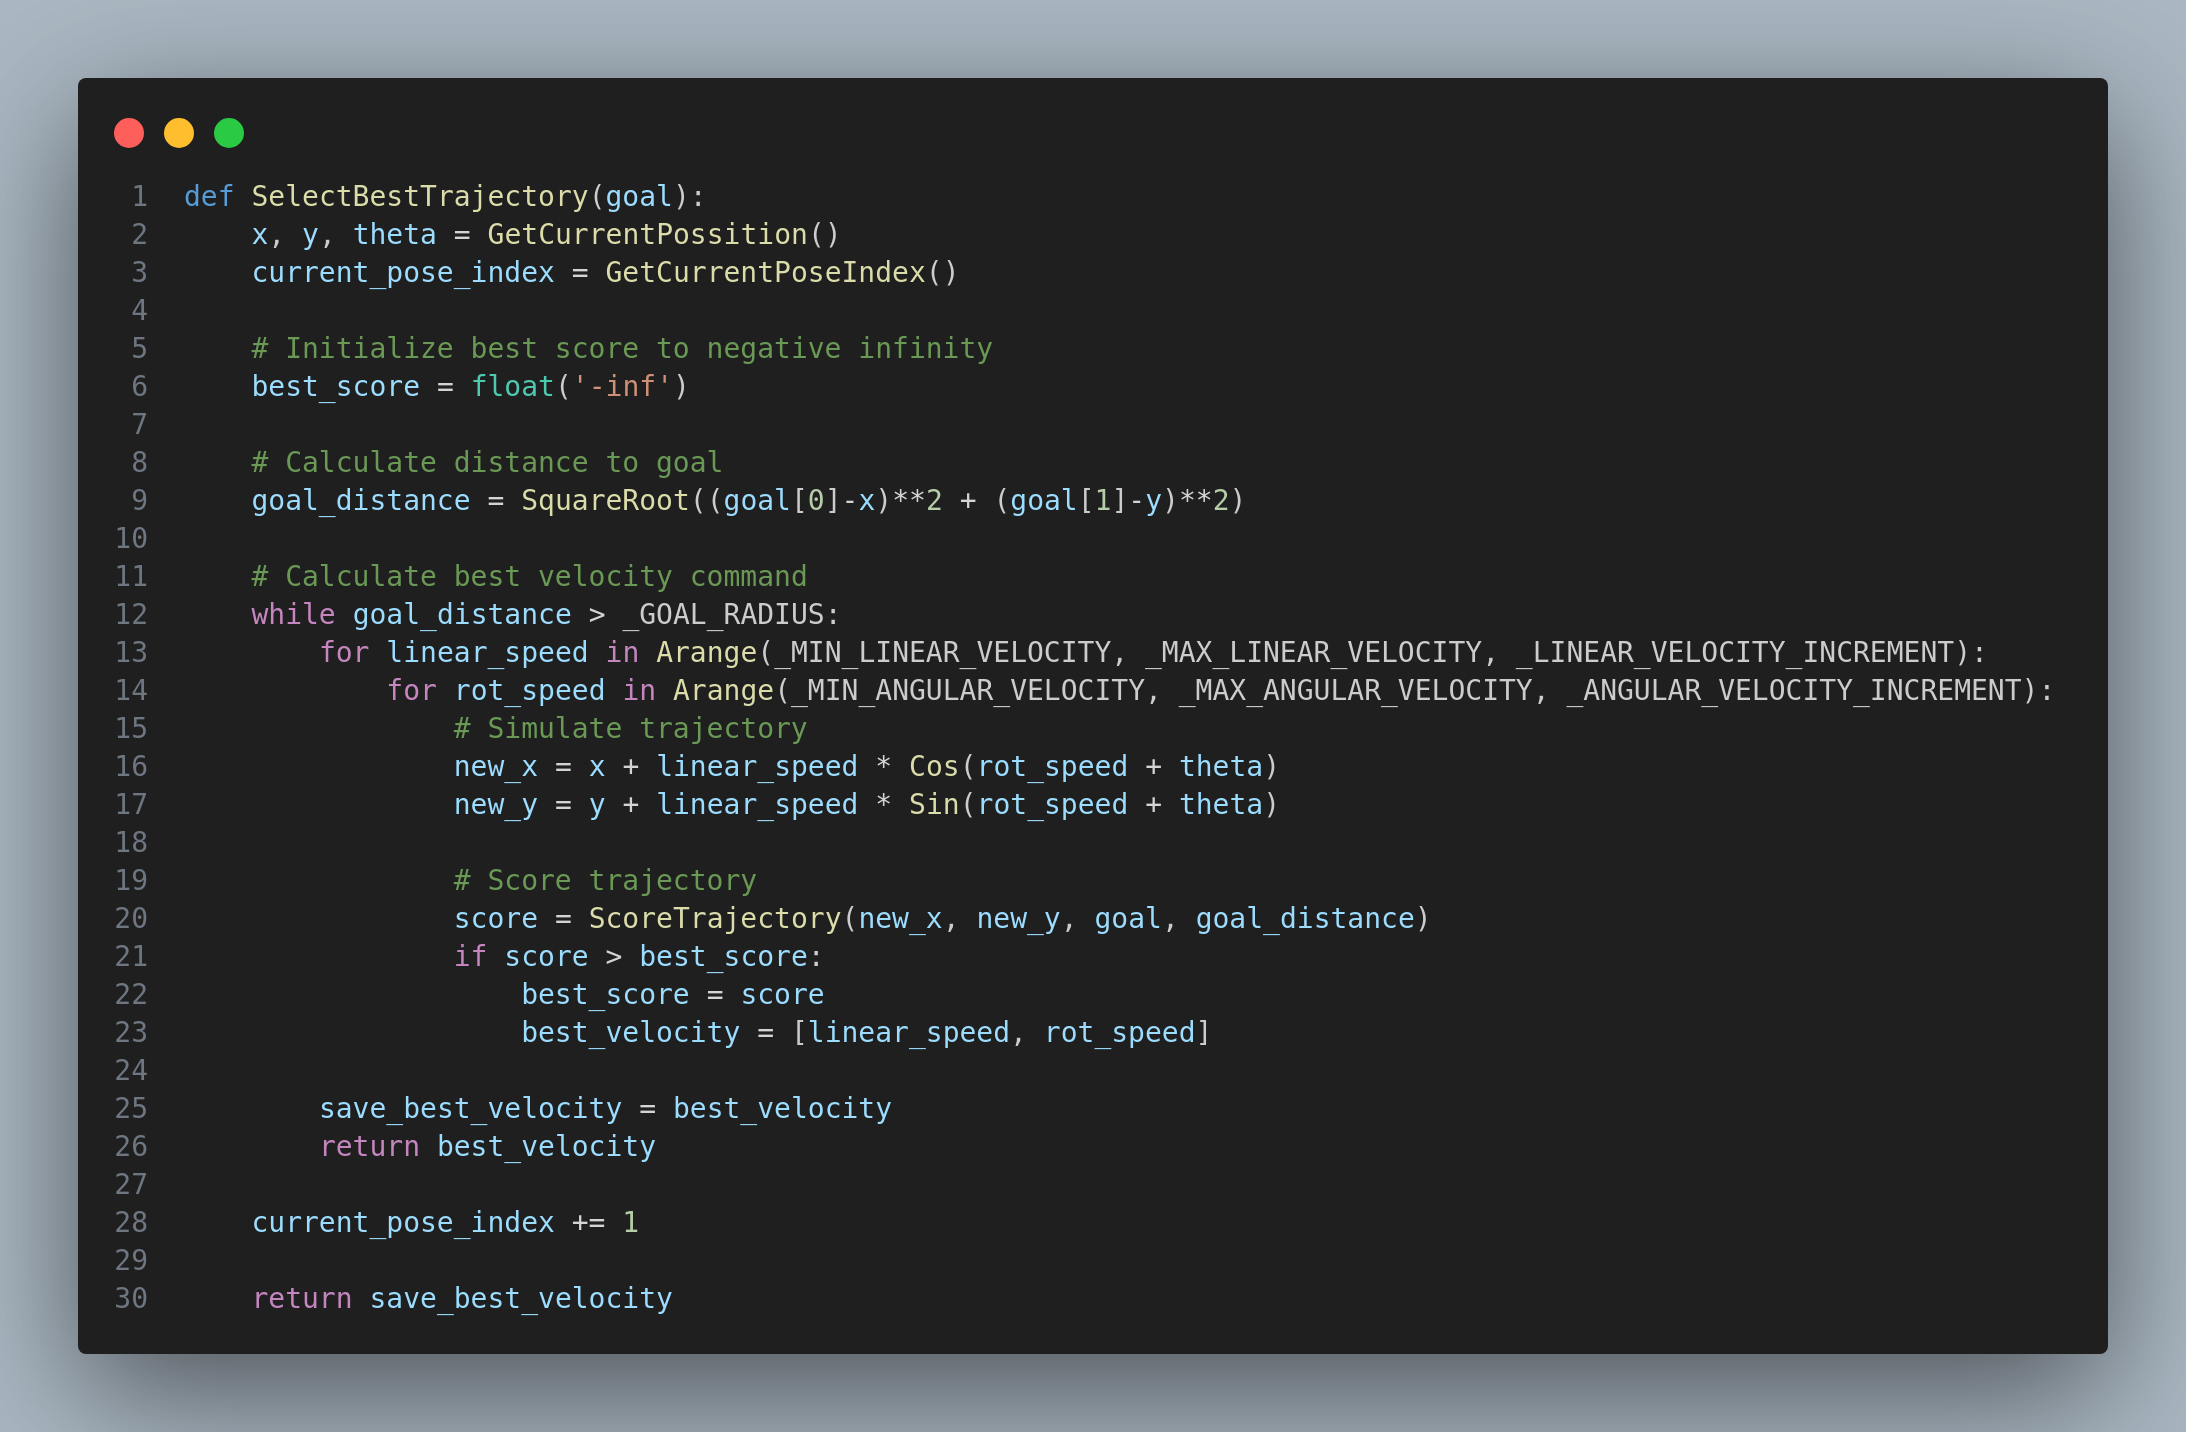 1 def SelectBestTrajectory(goal):
2     x, y, theta = GetCurrentPossition()
3     current_pose_index = GetCurrentPoseIndex()
4
5     # Initialize best score to negative infinity
6     best_score = float('-inf')
7
8     # Calculate distance to goal
9     goal_distance = SquareRoot((goal[0]-x)**2 + (goal[1]-y)**2)
10
11     # Calculate best velocity command
12     while goal_distance > _GOAL_RADIUS:
13         for linear_speed in Arange(_MIN_LINEAR_VELOCITY, _MAX_LINEAR_VELOCITY, _LINEAR_VELOCITY_INCREMENT):
14             for rot_speed in Arange(_MIN_ANGULAR_VELOCITY, _MAX_ANGULAR_VELOCITY, _ANGULAR_VELOCITY_INCREMENT):
15                 # Simulate trajectory
16                 new_x = x + linear_speed * Cos(rot_speed + theta)
17                 new_y = y + linear_speed * Sin(rot_speed + theta)
18
19                 # Score trajectory
20                 score = ScoreTrajectory(new_x, new_y, goal, goal_distance)
21                 if score > best_score:
22                     best_score = score
23                     best_velocity = [linear_speed, rot_speed]
24
25         save_best_velocity = best_velocity
26         return best_velocity
27
28     current_pose_index += 1
29
30     return save_best_velocity